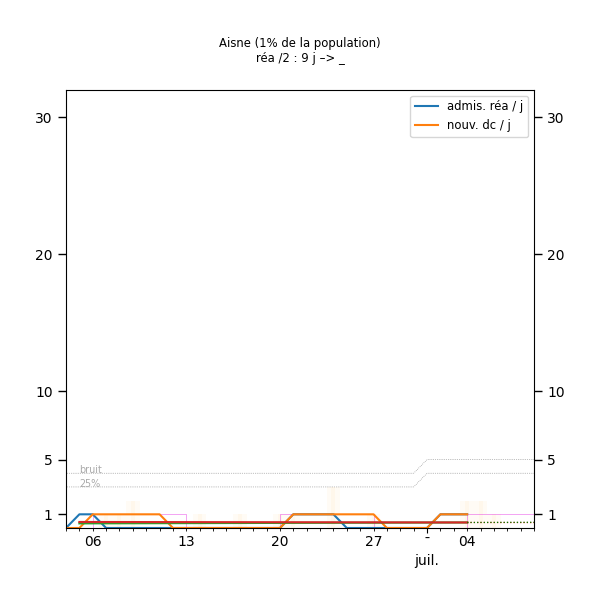 Aisne (1% de la population)
réa /2 : 9 j –> _
admis. réa / j
nouv. dc / j
30
30
20
20
10
10
5
5
bruit
25%
1
1
06
13
20
27
-
04
juil.